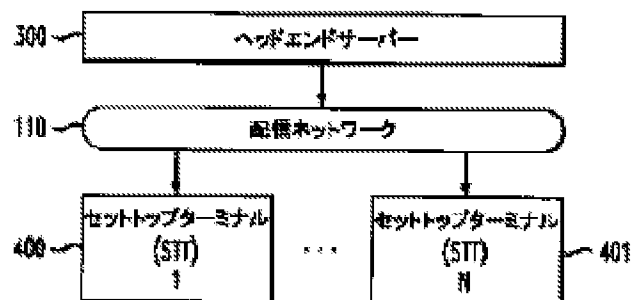 300
ヘッドエンドサーバー
110
配信ネットワーク
セットトップターミナル
(STT)
1
400
...
セットトップターミナル
(STT)
N
401